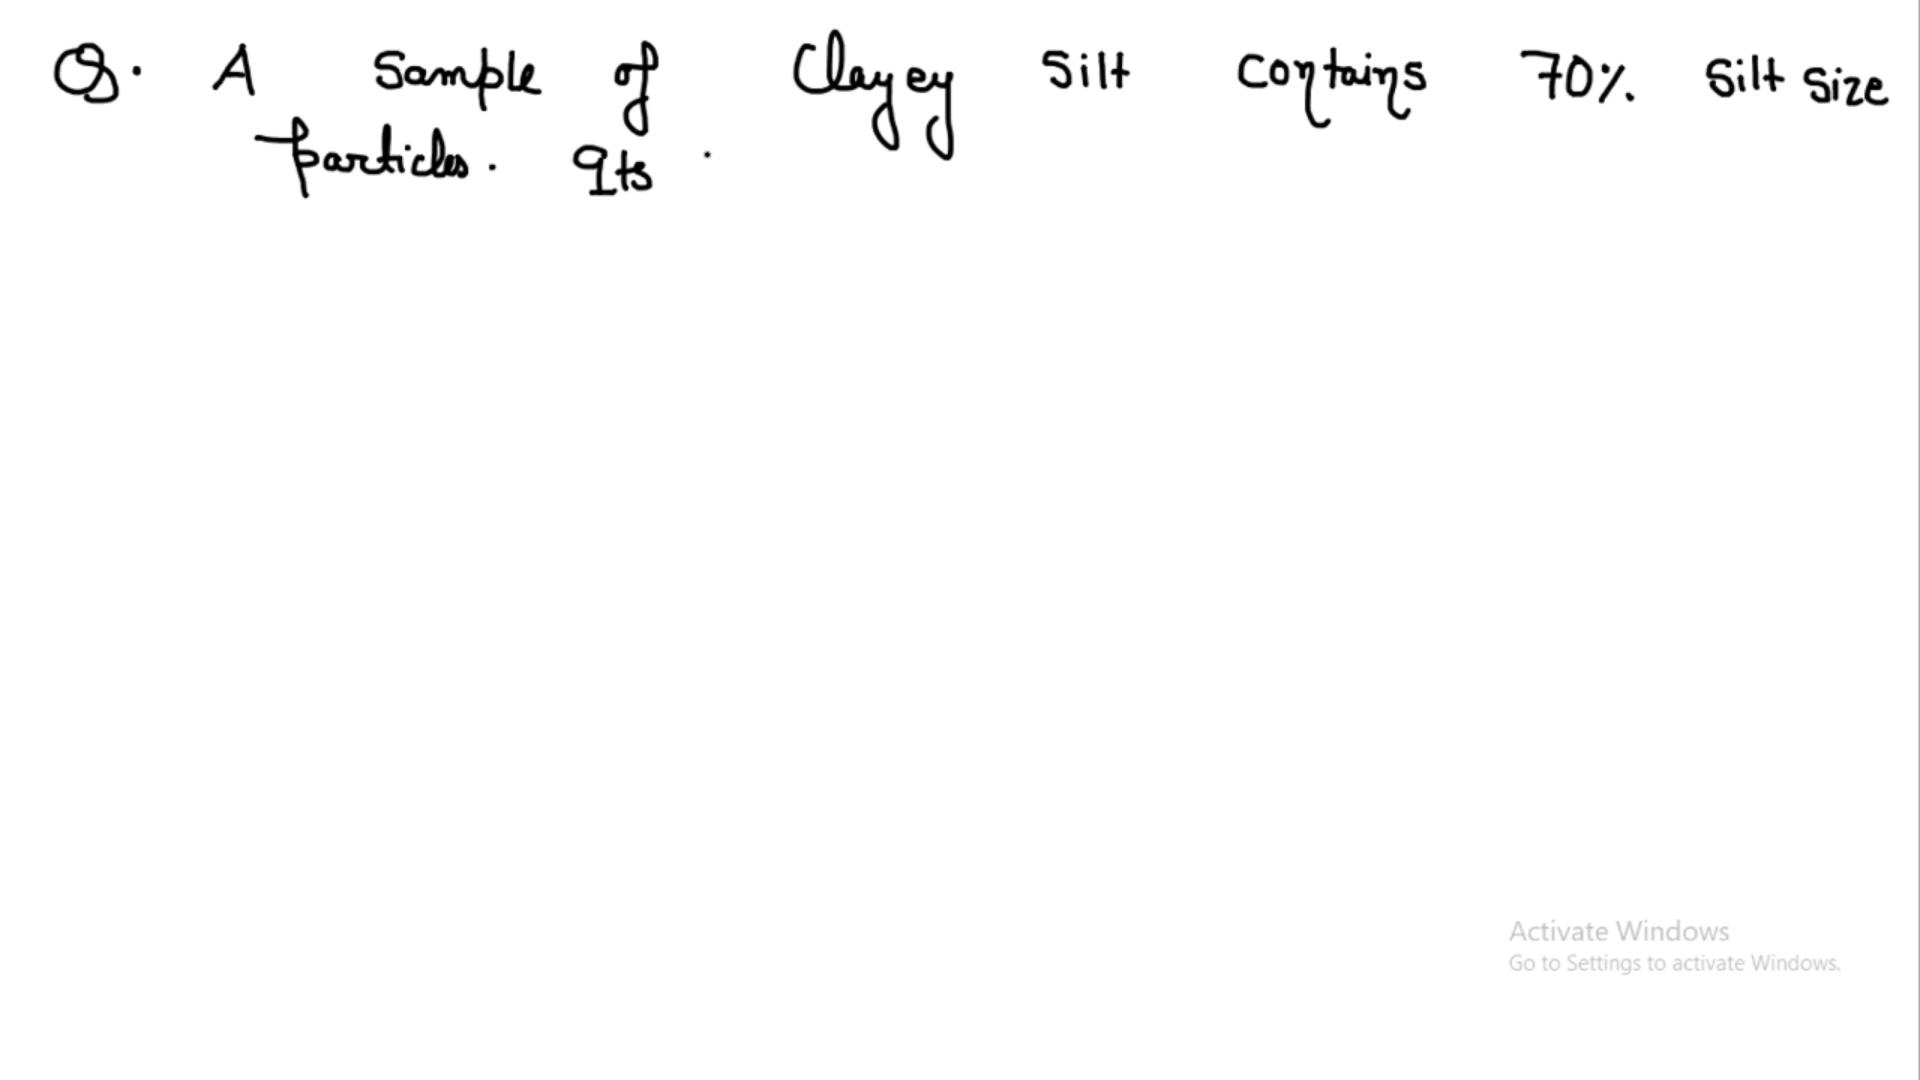 Q. A Sample of Clayey Silt contains 70% Silt Size
particles. Its
Activate Windows
Go to Settings to activate Windows.